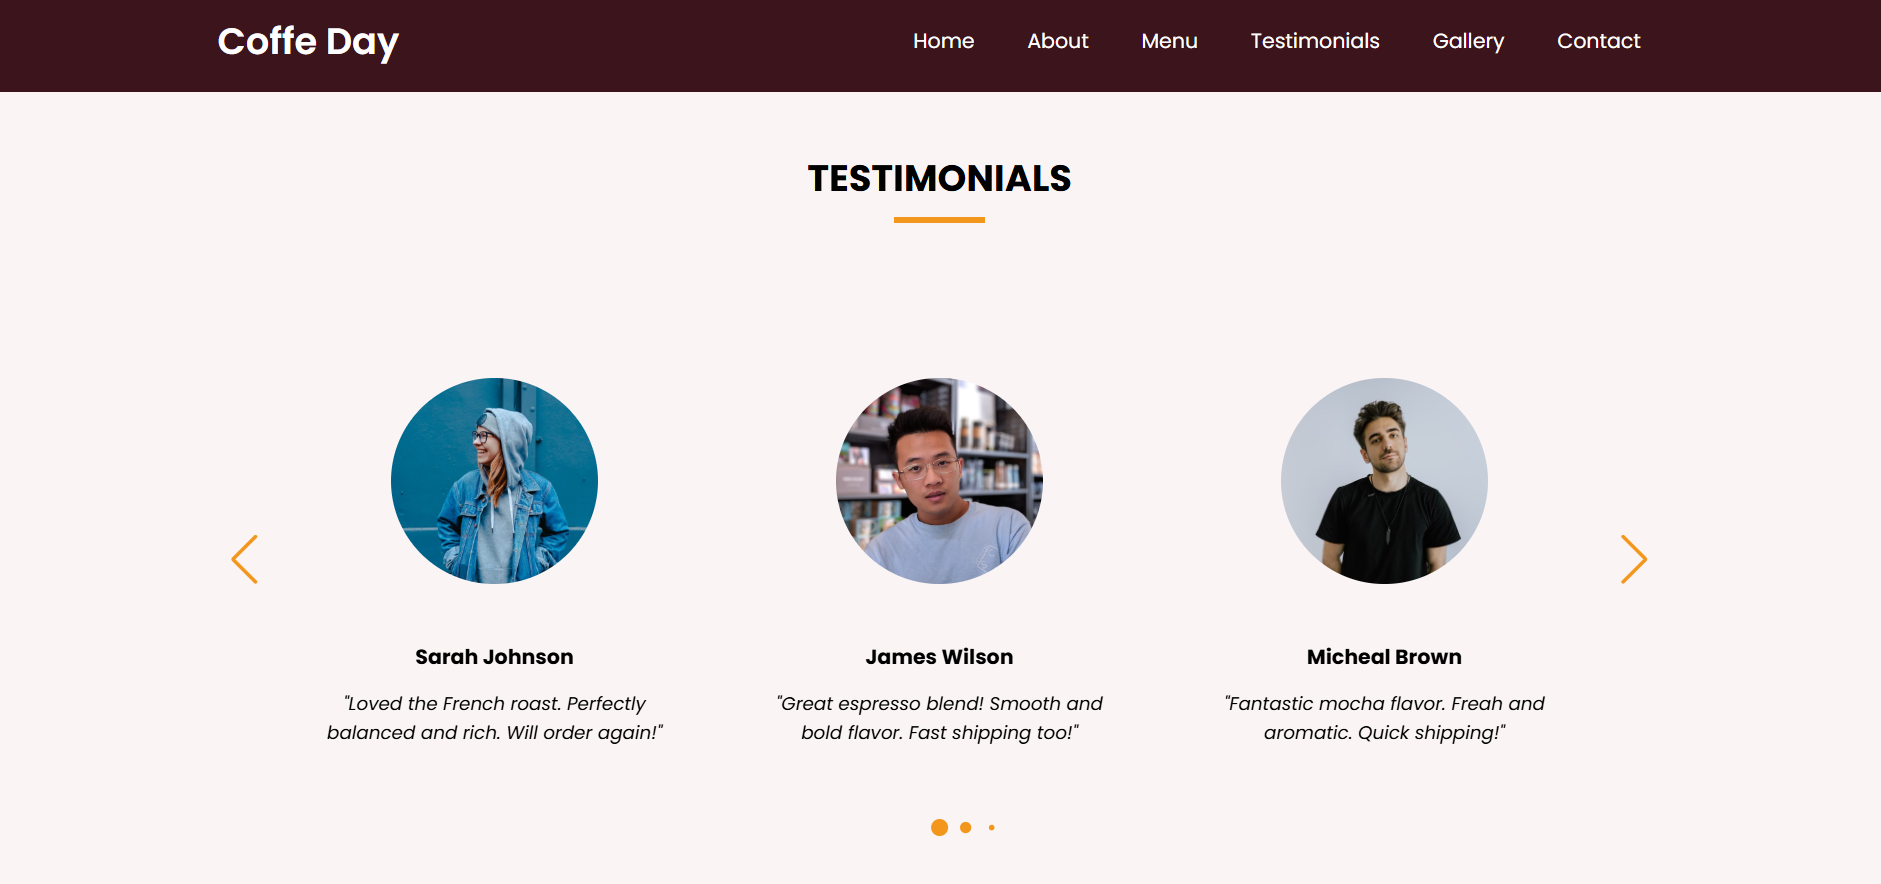 Coffe Day
Home About Menu Testimonials Gallery Contact
TESTIMONIALS
Sarah Johnson
"Loved the French roast. Perfectly
balanced and rich. Will order again!"
James Wilson
"Great espresso blend! Smooth and
bold flavor. Fast shipping too!"
Micheal Brown
"Fantastic mocha flavor. Freah and
aromatic. Quick shipping!"